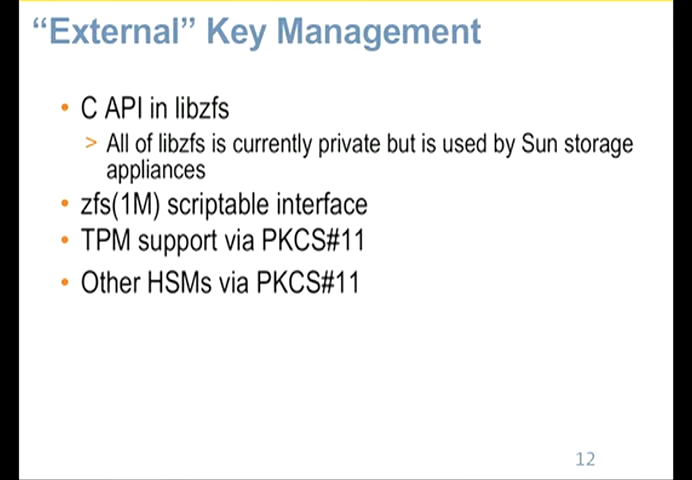 “External” Key Management
• C API in libzfs
> All of libzfs is currently private but is used by Sun storage
appliances
• zfs(1M) scriptable interface
• TPM support via PKCS#11
• Other HSMs via PKCS#11
12